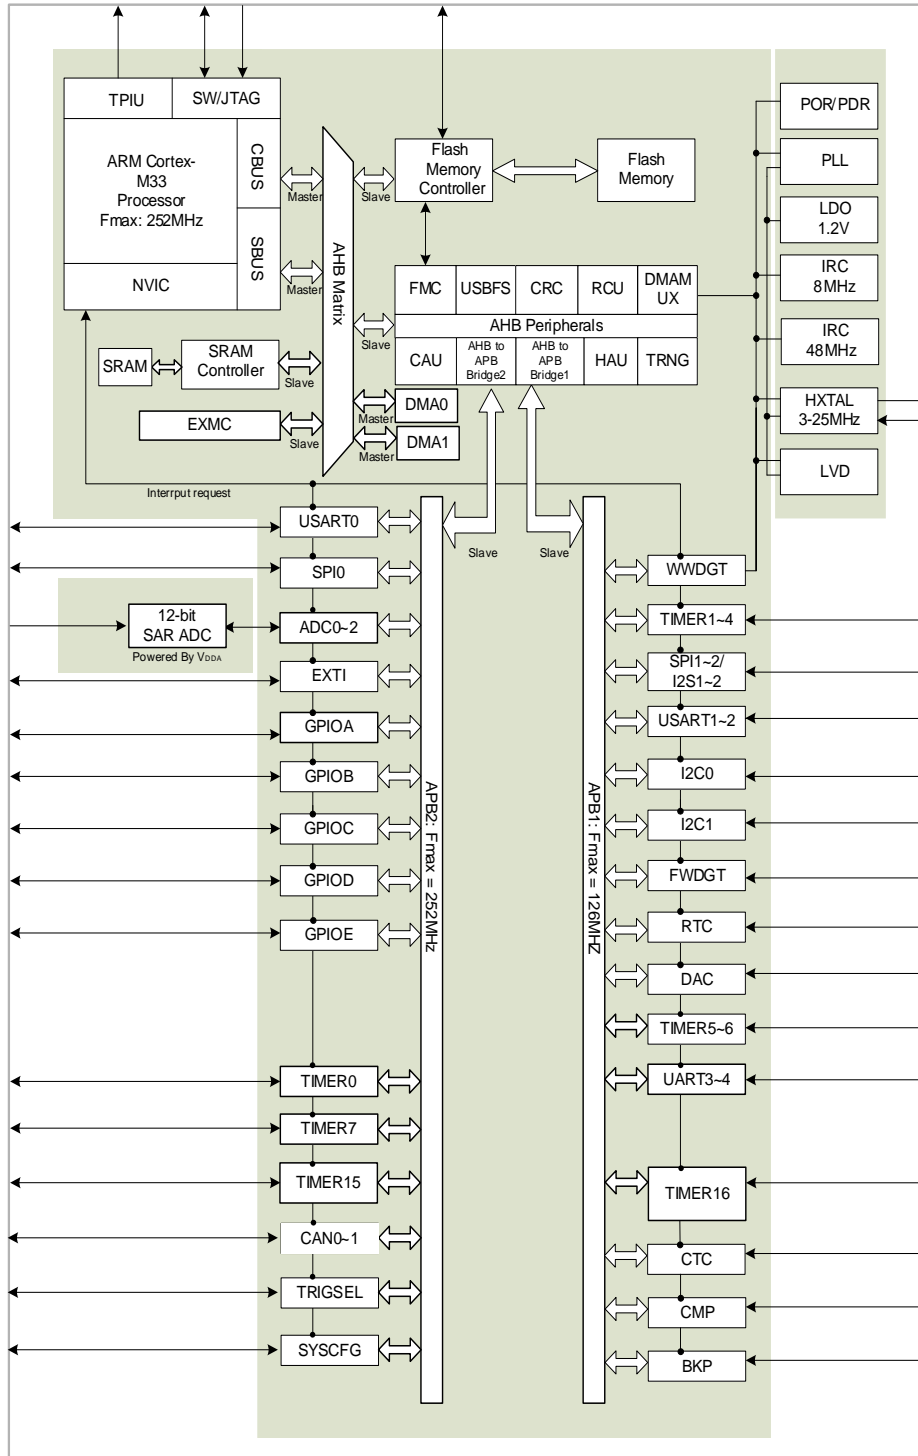 TPIU
SW/JTAG
ARM Cortex-
M33
Processor
Fmax: 252MHz
CBUS
SBUS
NVIC
Master
Master
AHB Matrix
Slave
Slave
Flash
Memory
Controller
Flash
Memory
FMC
USBFS
CRC
RCU
DMAM
UX
AHB Peripherals
CAU
AHB to
APB
Bridge2
AHB to
APB
Bridge1
HAU
TRNG
SRAM
SRAM
Controller
Slave
EXMC
Slave
Master
DMA0
Master
DMA1
POR/PDR
PLL
LDO
1.2V
IRC
8MHz
IRC
48MHz
HXTAL
3-25MHz
LVD
Interrput request
Slave
Slave
USART0
SPI0
12-bit
SAR ADC
Powered By VDDA
ADC0~2
EXTI
GPIOA
GPIOB
GPIOC
GPIOD
GPIOE
TIMER0
TIMER7
TIMER15
CAN0~1
TRIGSEL
SYSCFG
APB2: Fmax = 252MHz
APB1: Fmax = 126MHZ
WWDGT
TIMER1~4
SPI1~2/
I2S1~2
USART1~2
I2C0
I2C1
FWDGT
RTC
DAC
TIMER5~6
UART3~4
TIMER16
CTC
CMP
BKP